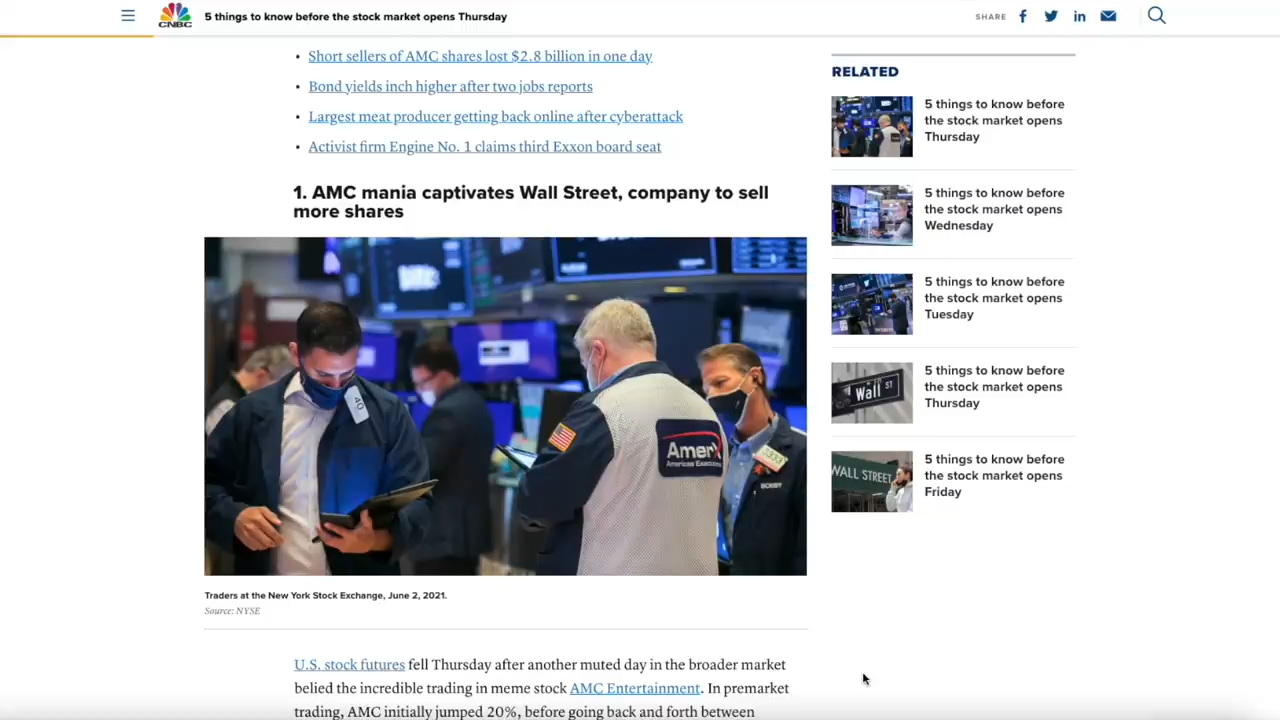 CNBC
5 things to know before the stock market opens Thursday
SHARE
• Short sellers of AMC shares lost $2.8 billion in one day
• Bond yields inch higher after two jobs reports
• Largest meat producer getting back online after cyberattack
• Activist firm Engine No. 1 claims third Exxon board seat
1. AMC mania captivates Wall Street, company to sell
more shares
40
Americas Executions
Traders at the New York Stock Exchange, June 2, 2021.
Source: NYSE
U.S. stock futures fell Thursday after another muted day in the broader market
belied the incredible trading in meme stock AMC Entertainment. In premarket
trading, AMC initially jumped 20%, before going back and forth between
RELATED
5 things to know before
the stock market opens
Thursday
5 things to know before
the stock market opens
Wednesday
5 things to know before
the stock market opens
Tuesday
Wall ST
5 things to know before
the stock market opens
Thursday
WALL STREET
5 things to know before
the stock market opens
Friday